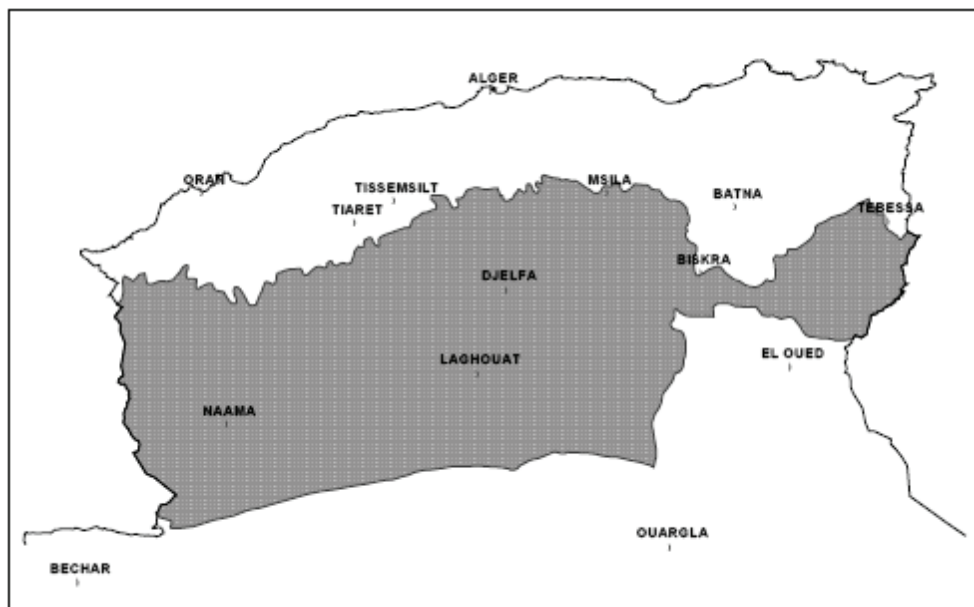 ALGER
ORAN
TISSEMSILT
MSILA
BATNA
TIARET
TEBESSA
BISKRA
DJELFA
EL OUED
LAGHOUAT
NAAMA
OUARGLA
BECHAR